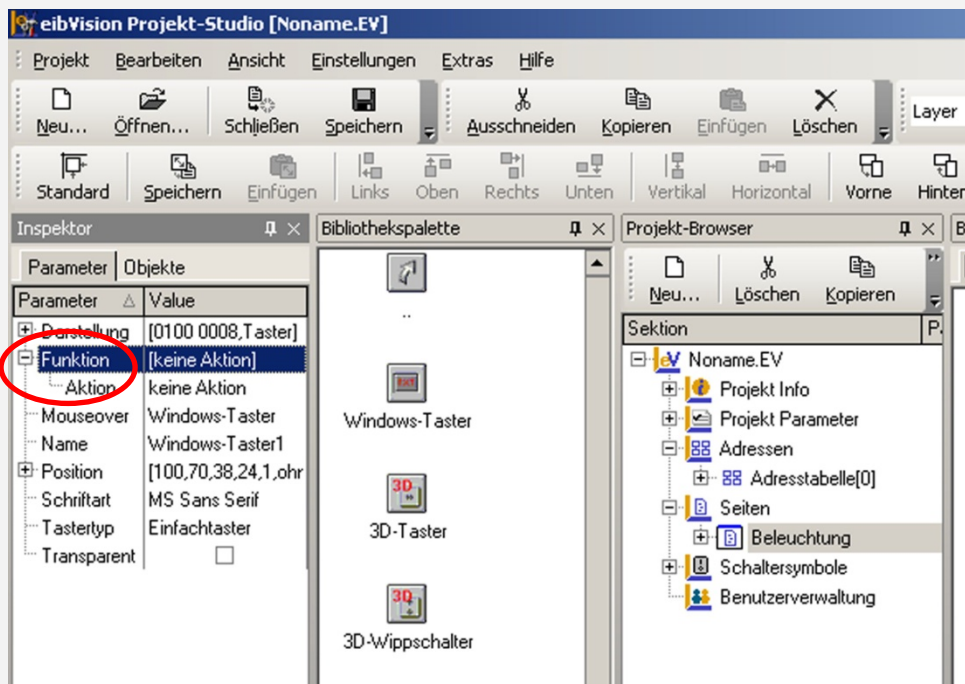 eibVision Projekt-Studio [Noname.EV]
Projekt Bearbeiten Ansicht Einstellungen Extras Hilfe
Neu... Öffnen... Schließen Speichern Ausschneiden Kopieren Einfügen Löschen Layer
Standard Speichern Einfügen Links Oben Rechts Unten Vertikal Horizontal Vorne Hinter
Inspektor
Parameter Objekte
Parameter Value
Darstellung [0100 0008,Taster]
Funktion [keine Aktion]
Aktion keine Aktion
Mouseover Windows-Taster
Name Windows-Taster1
Position [100,70,38,24,1,ohr
Schriftart MS Sans Serif
Tastertyp Einfachtaster
Transparent
Bibliothekspalette
..
TXT
Windows-Taster
3D
3D-Taster
3D
3D-Wippschalter
Projekt-Browser
Neu... Löschen Kopieren
Sektion P.
eV Noname.EV
Projekt Info
Projekt Parameter
Adressen
Adresstabelle[0]
Seiten
Beleuchtung
Schaltersymbole
Benutzerverwaltung
B